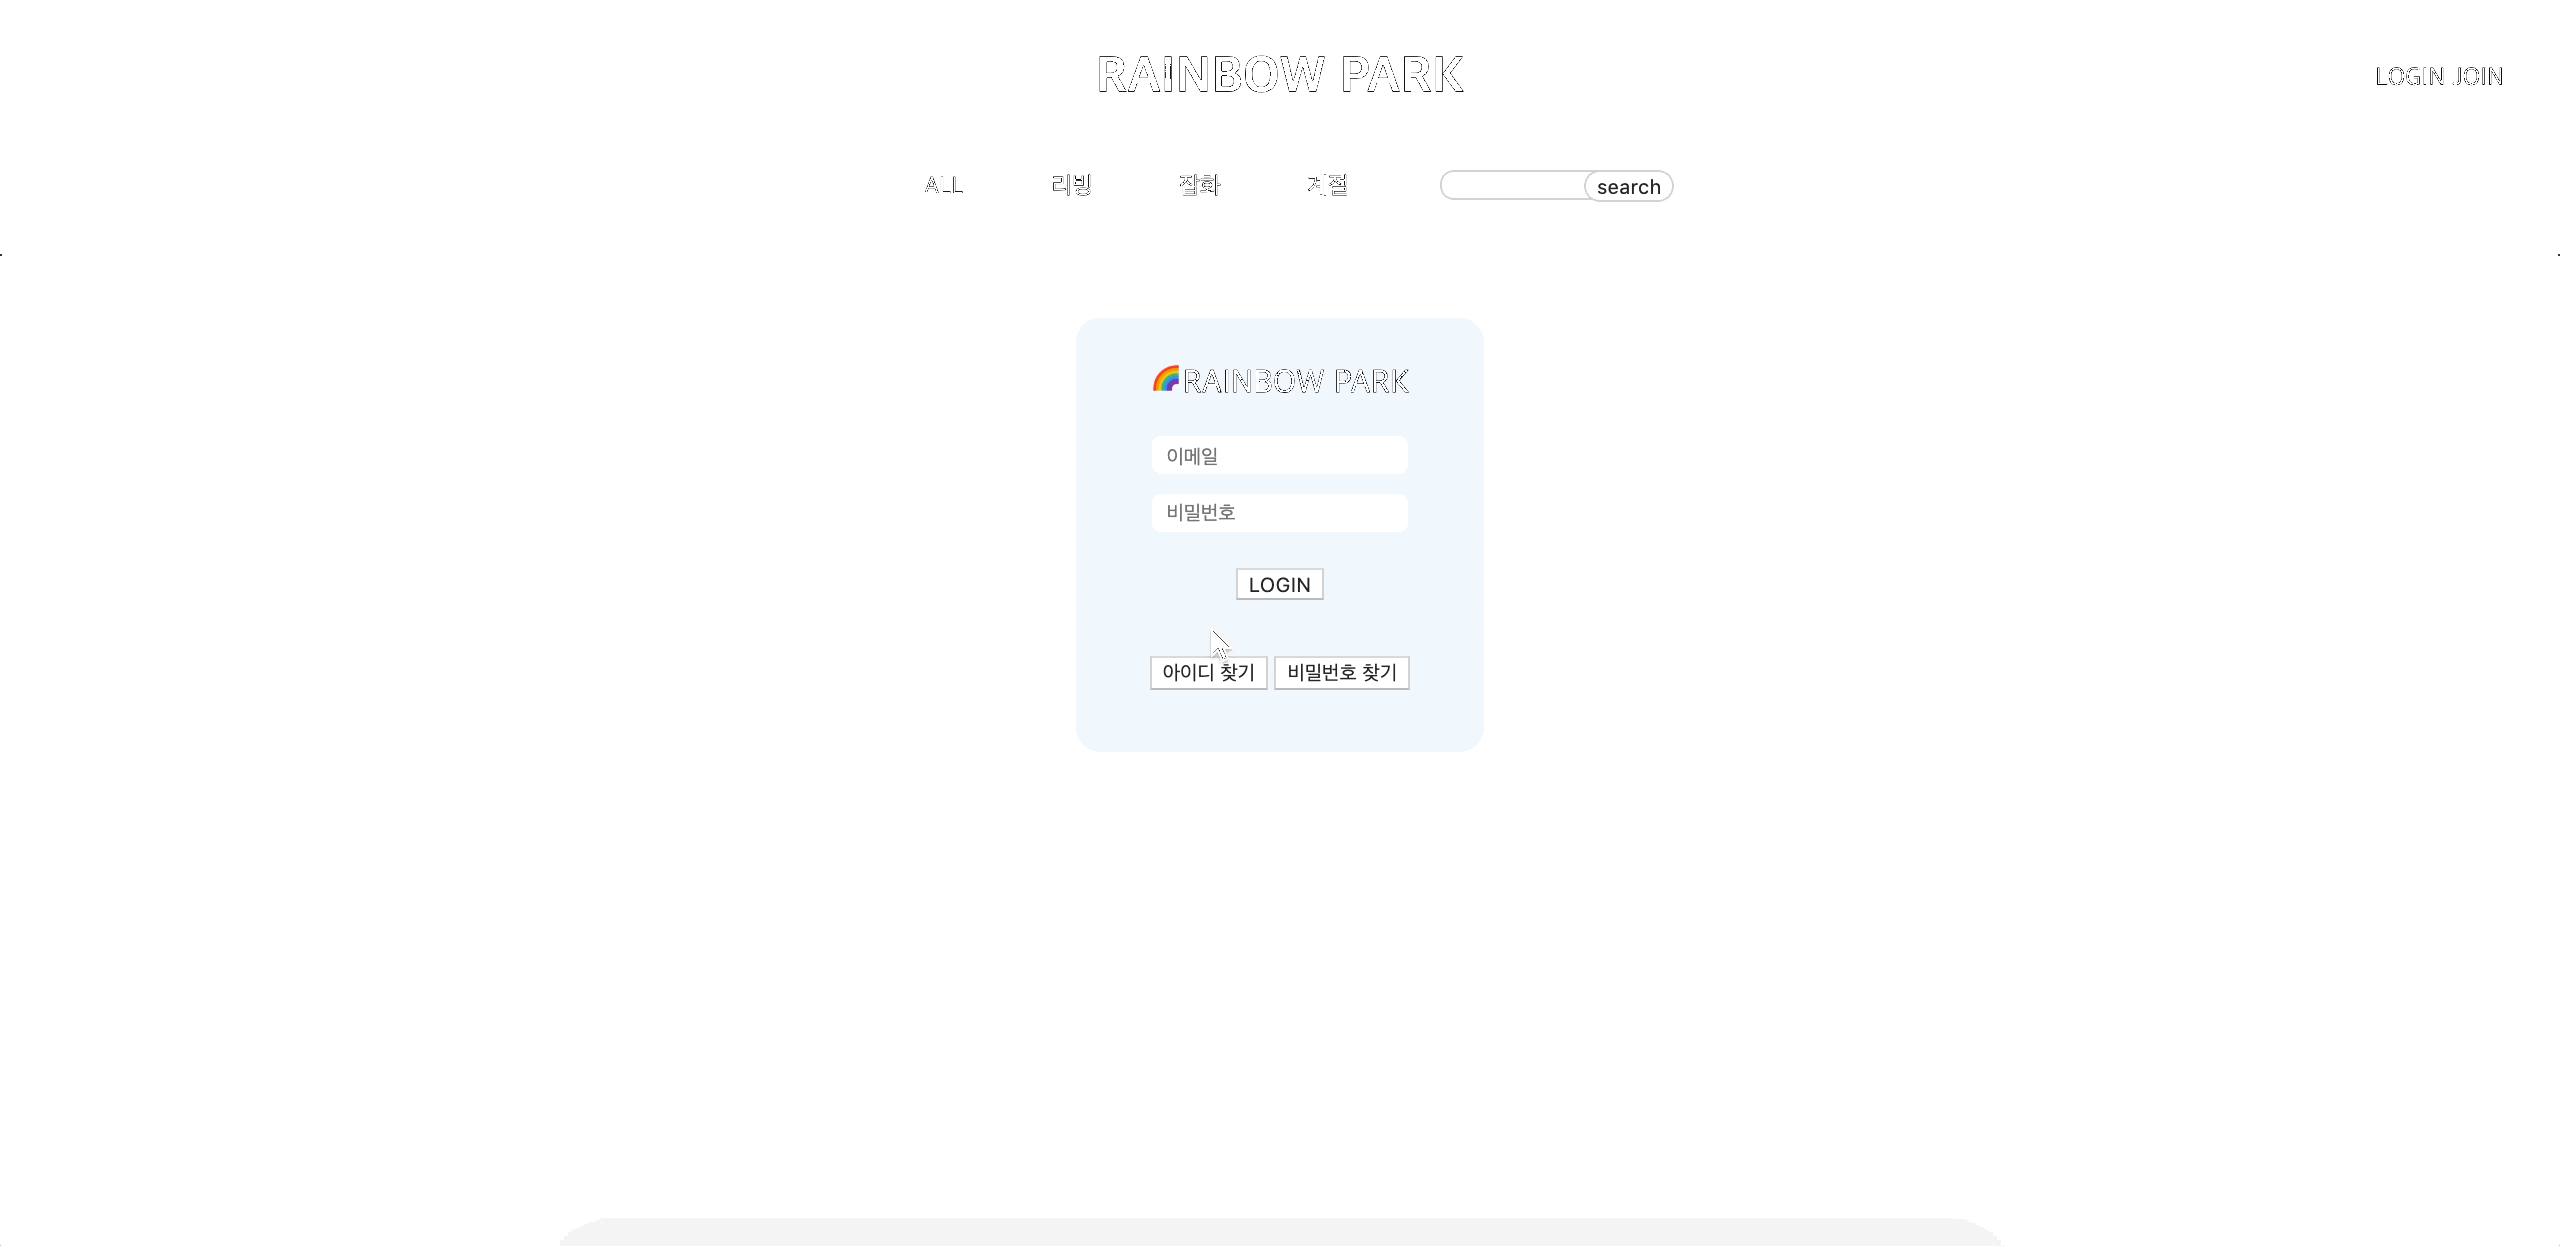 RAINBOW PARK
LOGIN JOIN
ALL 리빙 잡화 계절 search
🌈RAINBOW PARK
이메일
비밀번호
LOGIN
아이디 찾기 비밀번호 찾기